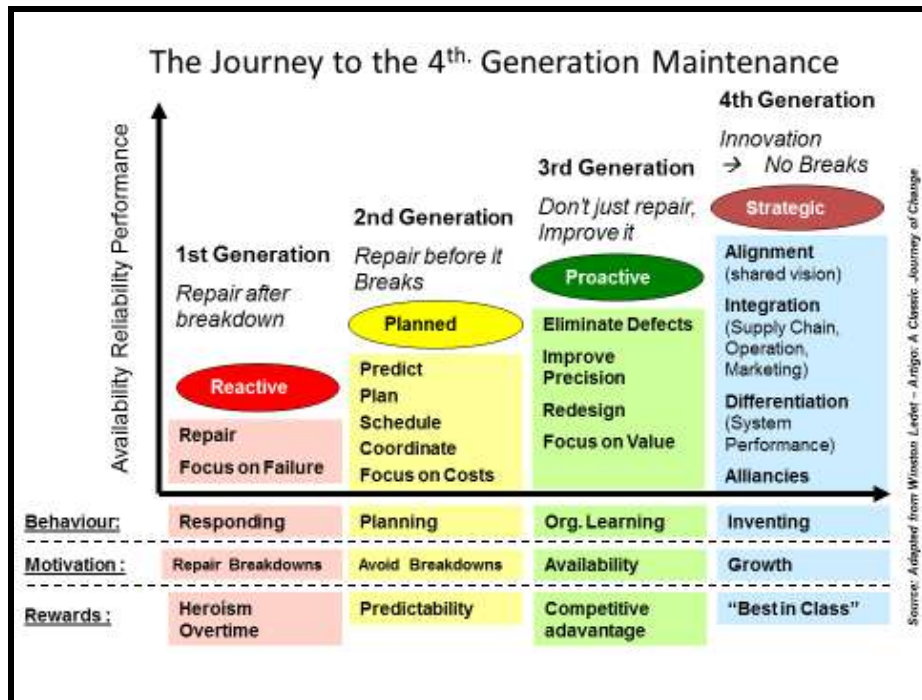 The Journey to the 4th. Generation Maintenance
Availability Reliability Performance
1st Generation
Repair after
breakdown
Reactive
Repair
Focus on Failure
2nd Generation
Repair before it
Breaks
Planned
Predict
Plan
Schedule
Coordinate
Focus on Costs
3rd Generation
Don't just repair,
Improve it
Proactive
Eliminate Defects
Improve
Precision
Redesign
Focus on Value
4th Generation
Innovation
→ No Breaks
Strategic
Alignment
(shared vision)
Integration
(Supply Chain,
Operation,
Marketing)
Differentiation
(System
Performance)
Alliancies
Behaviour: Responding Planning Org. Learning Inventing
Motivation : Repair Breakdowns Avoid Breakdowns Availability Growth
Rewards : Heroism Predictability Competitive “Best in Class”
Overtime adavantage
Source: Adapted from Winston Ledet – Artigo: A Classic Journey of Change